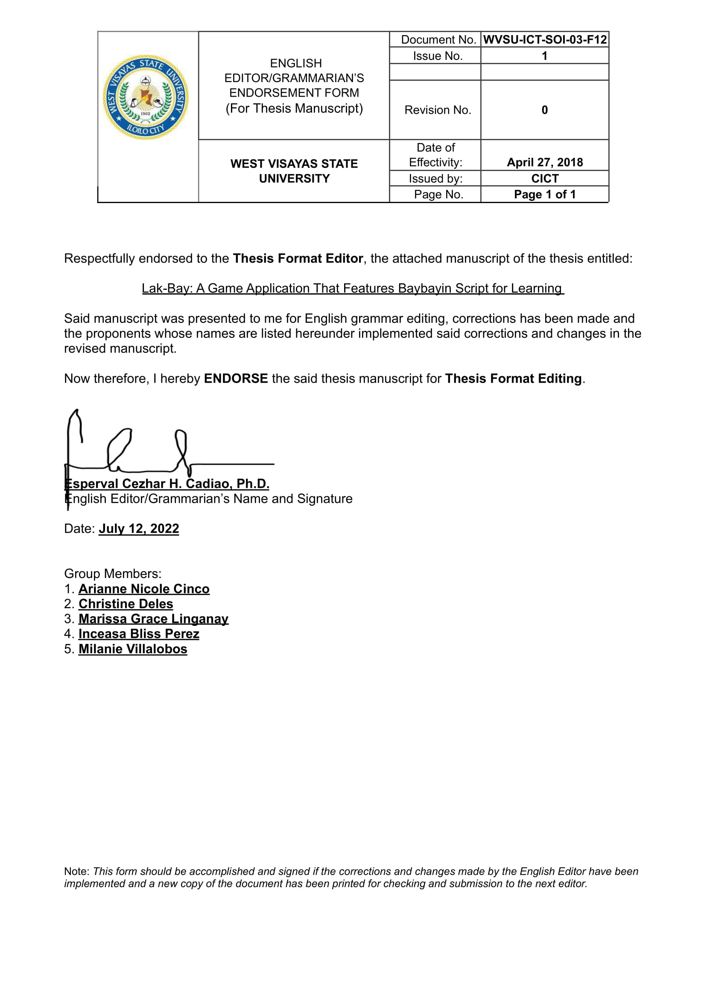 WEST VISAYAS STATE UNIVERSITY
1902
ILOILO CITY
ENGLISH
EDITOR/GRAMMARIAN’S
ENDORSEMENT FORM
(For Thesis Manuscript)
WEST VISAYAS STATE
UNIVERSITY
Document No. WVSU-ICT-SOI-03-F12
Issue No. 1
Revision No. 0
Date of
Effectivity: April 27, 2018
Issued by: CICT
Page No. Page 1 of 1
Respectfully endorsed to the Thesis Format Editor, the attached manuscript of the thesis entitled:
Lak-Bay: A Game Application That Features Baybayin Script for Learning
Said manuscript was presented to me for English grammar editing, corrections has been made and
the proponents whose names are listed hereunder implemented said corrections and changes in the
revised manuscript.
Now therefore, I hereby ENDORSE the said thesis manuscript for Thesis Format Editing.
Esperval Cezhar H. Cadiao, Ph.D.
English Editor/Grammarian’s Name and Signature
Date: July 12, 2022
Group Members:
1. Arianne Nicole Cinco
2. Christine Deles
3. Marissa Grace Linganay
4. Inceasa Bliss Perez
5. Milanie Villalobos
Note: This form should be accomplished and signed if the corrections and changes made by the English Editor have been
implemented and a new copy of the document has been printed for checking and submission to the next editor.